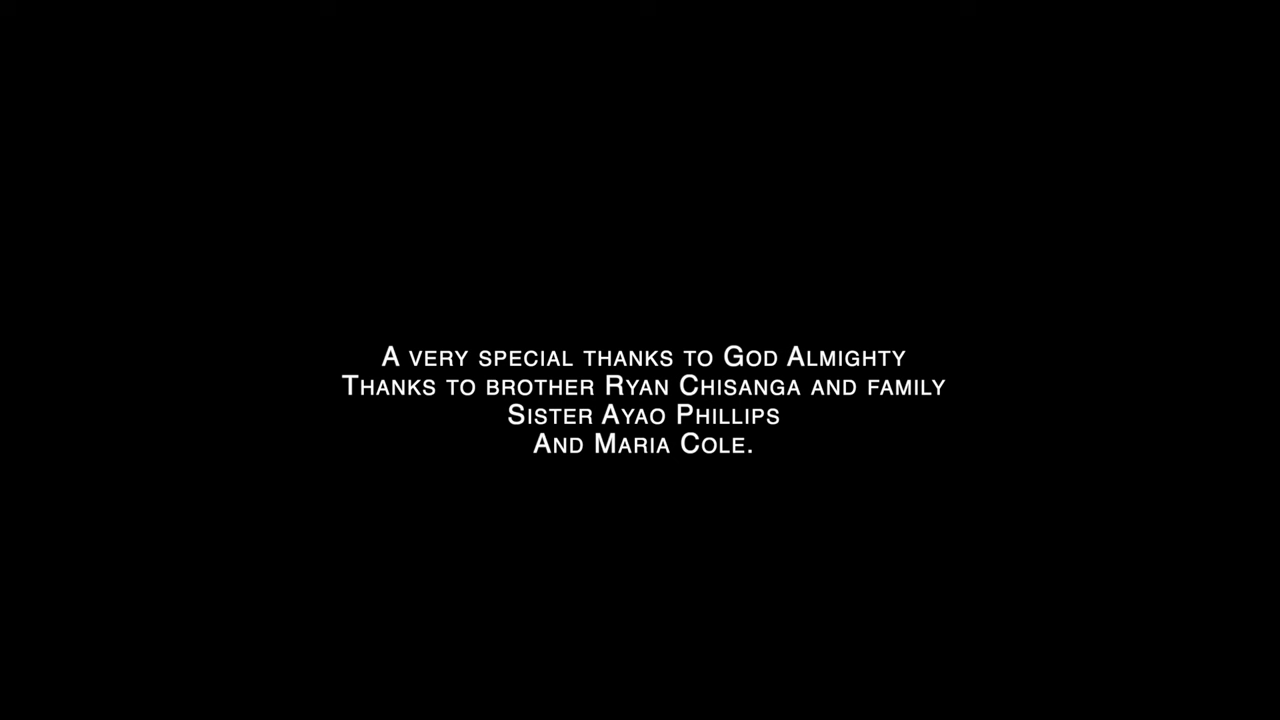 A very special thanks to God Almighty
Thanks to brother Ryan Chisanga and family
Sister Ayao Phillips
And Maria Cole.